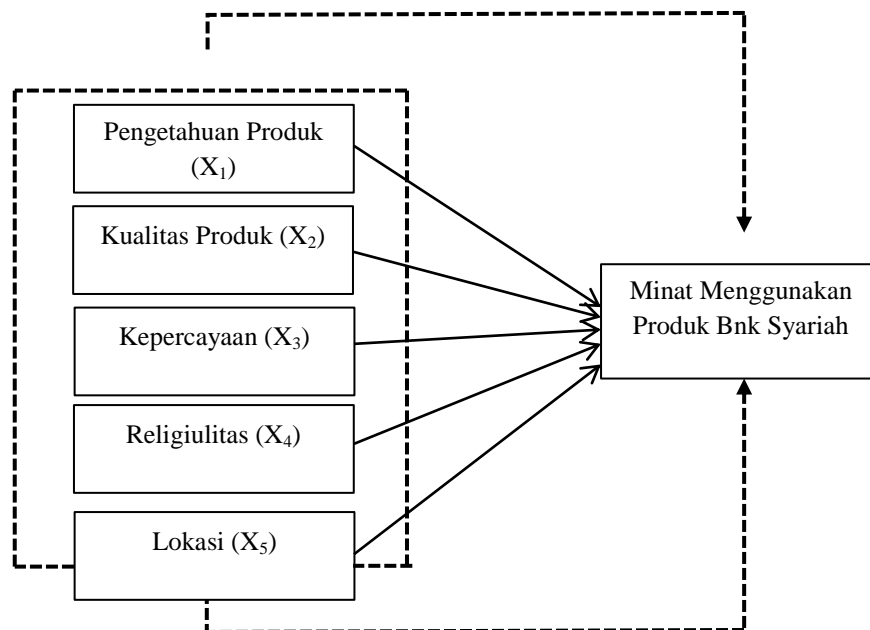 Pengetahuan Produk
(X₁)
Kualitas Produk (X₂)
Kepercayaan (X₃)
Religiulitas (X₄)
Lokasi (X₅)
Minat Menggunakan
Produk Bnk Syariah